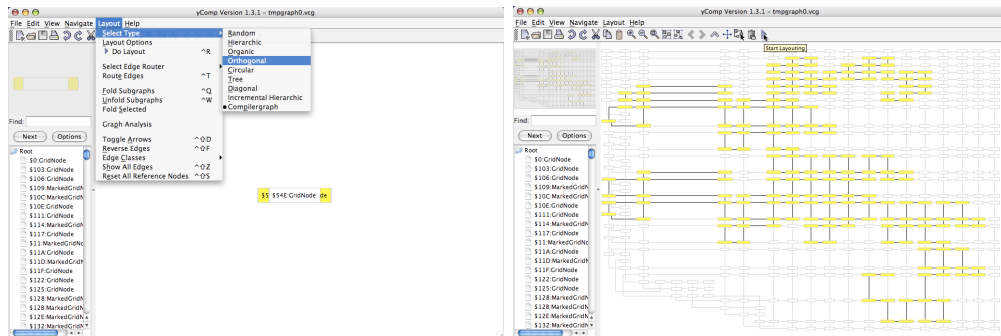 yComp Version 1.3.1 – tmpgraph0.vcg
File Edit View Navigate Layout Help
Select Type
Layout Options
Do Layout ^R
Select Edge Router
Route Edges ^T
Fold Subgraphs ^Q
Unfold Subgraphs ^W
Fold Selected
Graph Analysis
Toggle Arrows ^⇧D
Reverse Edges ^⇧F
Edge Classes
Show All Edges ^⇧Z
Reset All Reference Nodes ^⇧S
Random
Hierarchic
Organic
Orthogonal
Circular
Tree
Diagonal
Incremental Hierarchic
Compilergraph
Find:
Next Options
Root
$0:GridNode
$103:GridNode
$106:GridNode
$109:MarkedGridN
$10C:MarkedGridN
$10E:GridNode
$111:GridNode
$114:MarkedGridN
$117:GridNode
$11:MarkedGridNo
$11A:GridNode
$11D:MarkedGridN
$11F:GridNode
$122:GridNode
$125:GridNode
$128:MarkedGridN
$12B:MarkedGridN
$12E:MarkedGridN
$132:MarkedGridN
$5 $54E:GridNode de
yComp Version 1.3.1 – tmpgraph0.vcg
File Edit View Navigate Layout Help
Start Layouting
Find:
Next Options
Root
$0:GridNode
$103:GridNode
$106:GridNode
$109:MarkedGridN
$10C:MarkedGridN
$10E:GridNode
$111:GridNode
$114:MarkedGridN
$117:GridNode
$11:MarkedGridNo
$11A:GridNode
$11D:MarkedGridN
$11F:GridNode
$122:GridNode
$125:GridNode
$128:MarkedGridN
$12B:MarkedGridN
$12E:MarkedGridN
$132:MarkedGridN